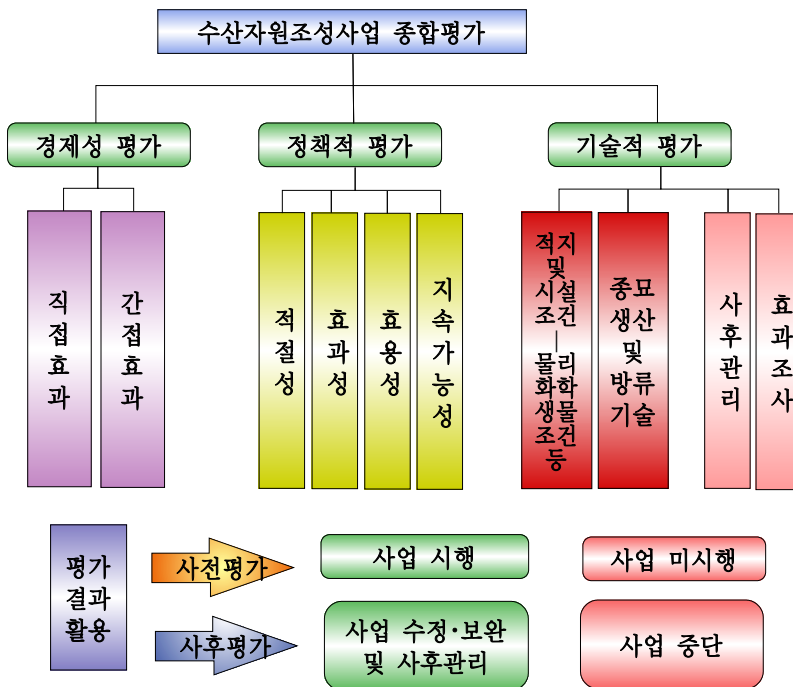 수산자원조성사업 종합평가
경제성 평가
정책적 평가
기술적 평가
직접효과
간접효과
적절성
효과성
효용성
지속가능성
적지
및
시설
조건
|
물리
화학
생물
조건
등
종묘
생산
및
방류
기술
사후관리
효과조사
평가
결과
활용
사전평가
사업 시행
사업 미시행
사후평가
사업 수정·보완
및 사후관리
사업 중단